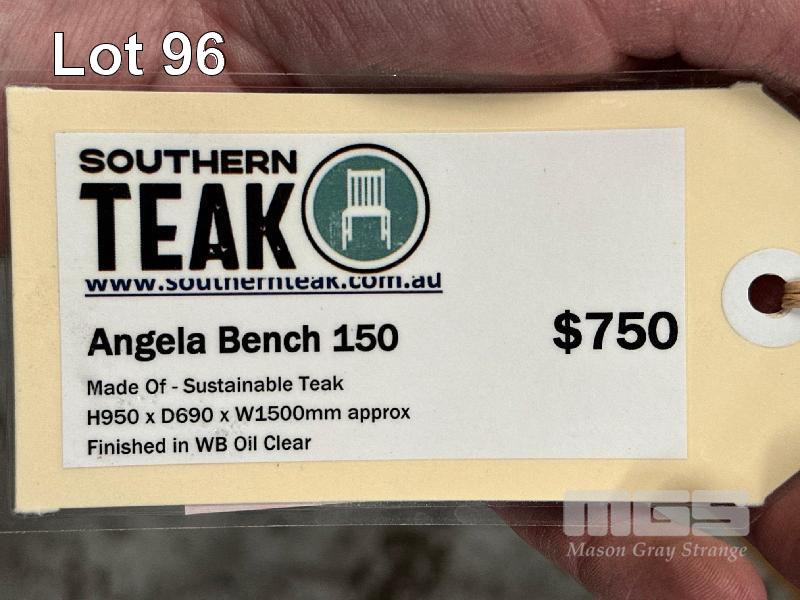 Lot 96
SOUTHERN
TEAK
www.southernteak.com.au
Angela Bench 150
$750
Made Of - Sustainable Teak
H950 x D690 x W1500mm approx
Finished in WB Oil Clear
MGS
Mason Gray Strange